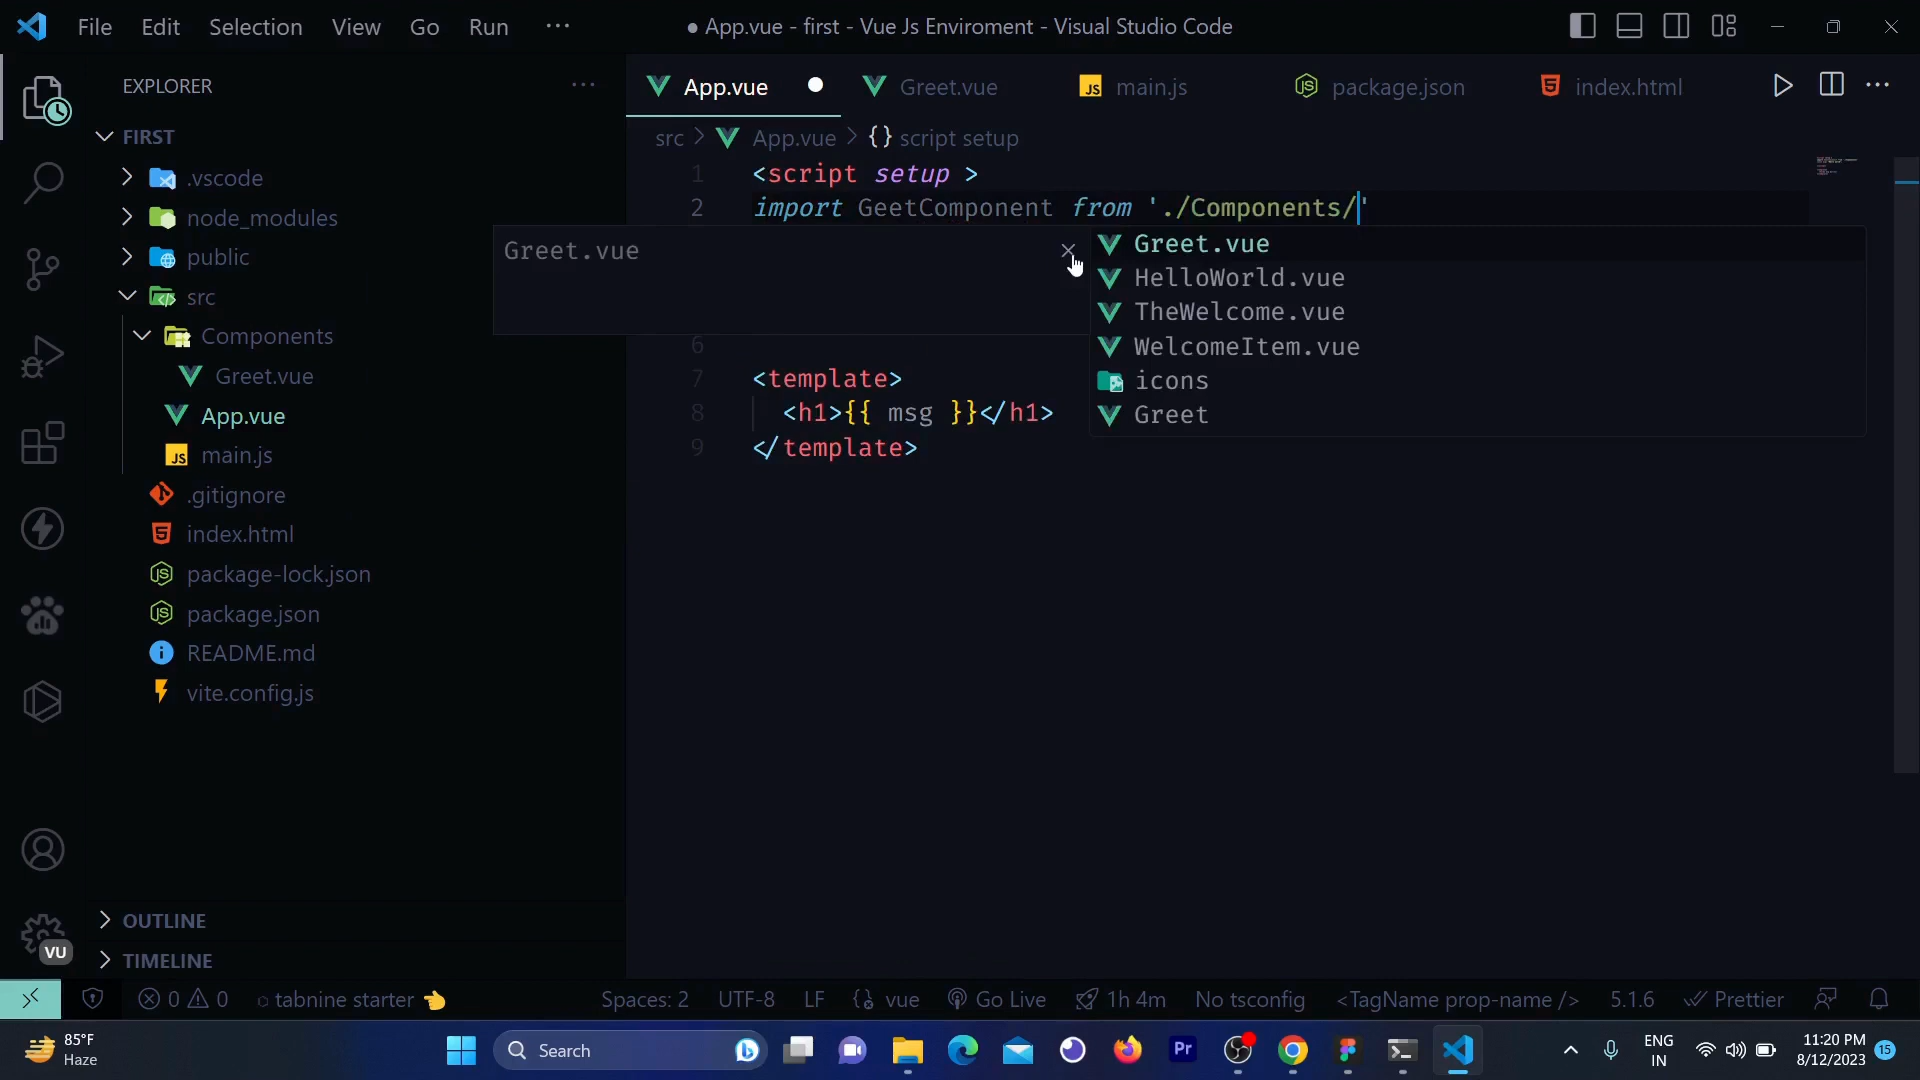 File Edit Selection View Go Run ···
● App.vue - first - Vue Js Enviroment - Visual Studio Code
EXPLORER ···
FIRST
.vscode
node_modules
public
src
Components
Greet.vue
App.vue
main.js
.gitignore
index.html
package-lock.json
package.json
README.md
vite.config.js
OUTLINE
TIMELINE
VU
App.vue Greet.vue main.js package.json index.html
src > App.vue > {} script setup
1 <script setup >
2 import GeetComponent from './Components/'
Greet.vue
Greet.vue
HelloWorld.vue
TheWelcome.vue
WelcomeItem.vue
icons
Greet
6
7 <template>
8 <h1>{{ msg }}</h1>
9 </template>
0 0 tabnine starter Spaces: 2 UTF-8 LF vue Go Live 1h 4m No tsconfig <TagName prop-name /> 5.1.6 Prettier
85°F
Haze
Search
Pr
ENG
IN
11:20 PM
8/12/2023
15